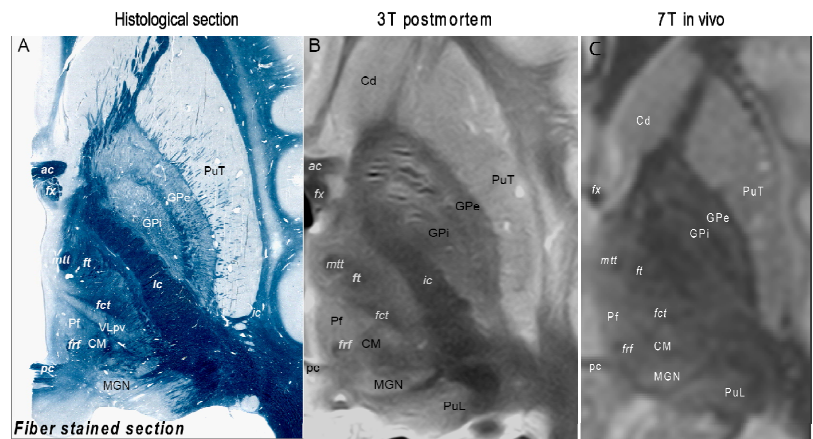 Histological section
3T postmortem
7T in vivo
A
PuT
ac
fx
GPe
GPi
mtt
ft
Ic
fct
ic
Pf
VLpv
frf
CM
pc
MGN
Fiber stained section
B
Cd
ac
PuT
fx
GPe
GPi
mtt
ft
ic
fct
Pf
frf
CM
pc
MGN
PuL
C
Cd
fx
PuT
GPe
GPi
mtt
ft
Pf
fct
frf
CM
pc
MGN
PuL